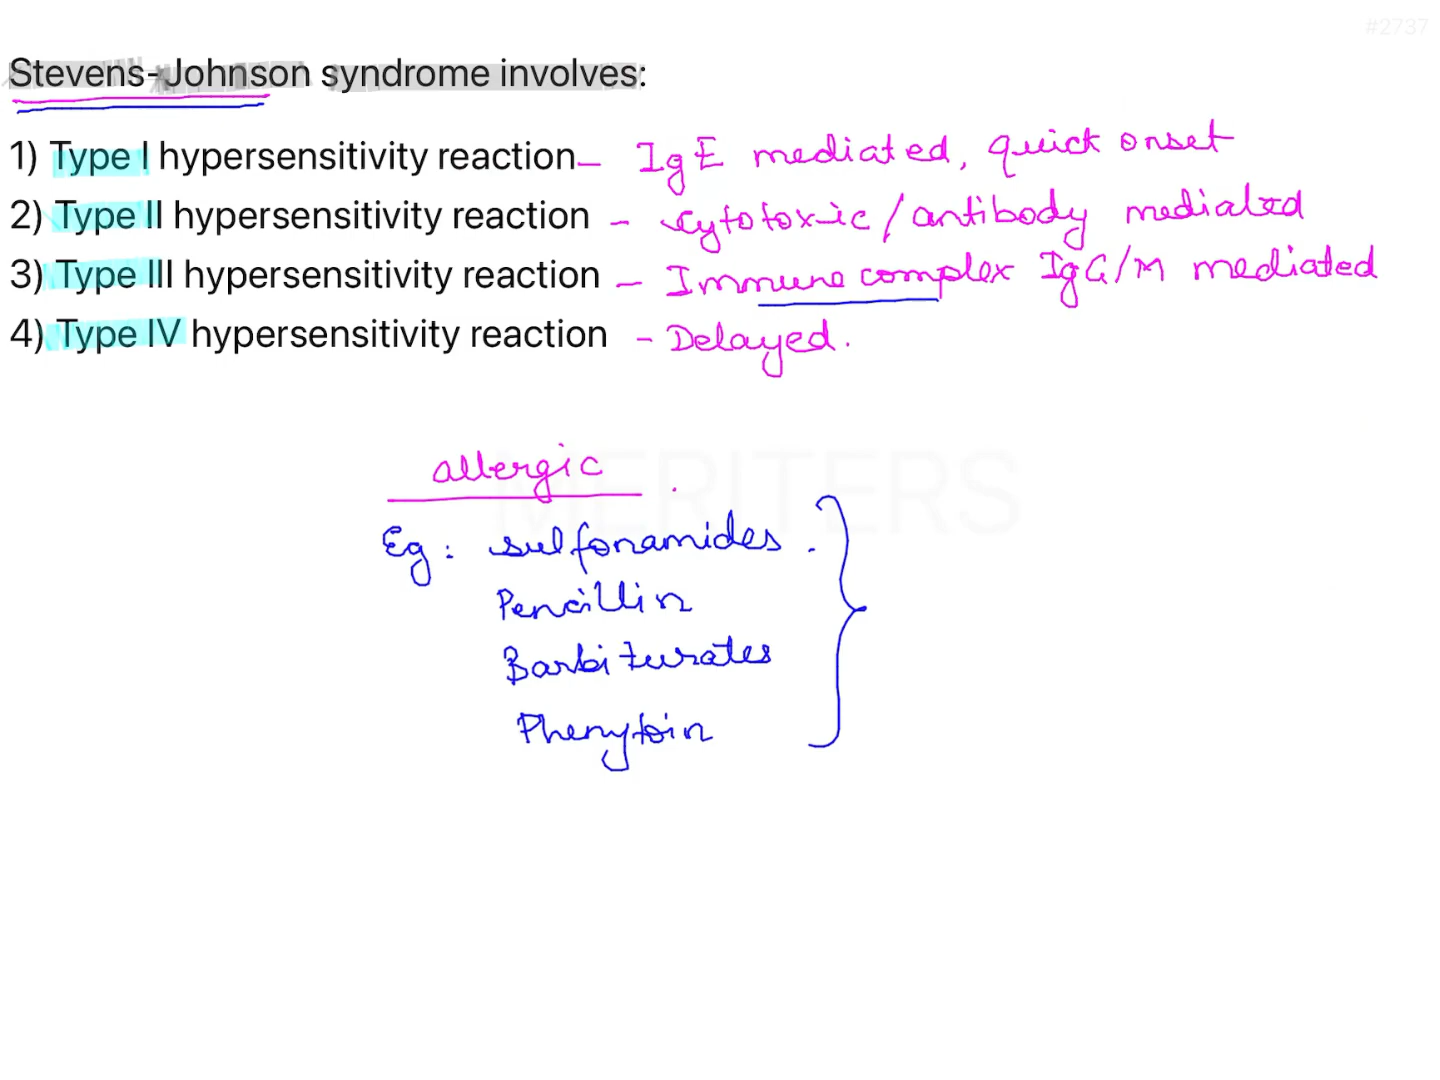 #2737
Stevens-Johnson syndrome involves:
1) Type I hypersensitivity reaction – IgE mediated, quick onset
2) Type II hypersensitivity reaction - cytotoxic/antibody mediated
3) Type III hypersensitivity reaction - Immune complex IgG/M mediated
4) Type IV hypersensitivity reaction - Delayed.
allergic.
MERITERS
Eg: sulfonamides.
Pencillin
Barbiturates
Phenytoin